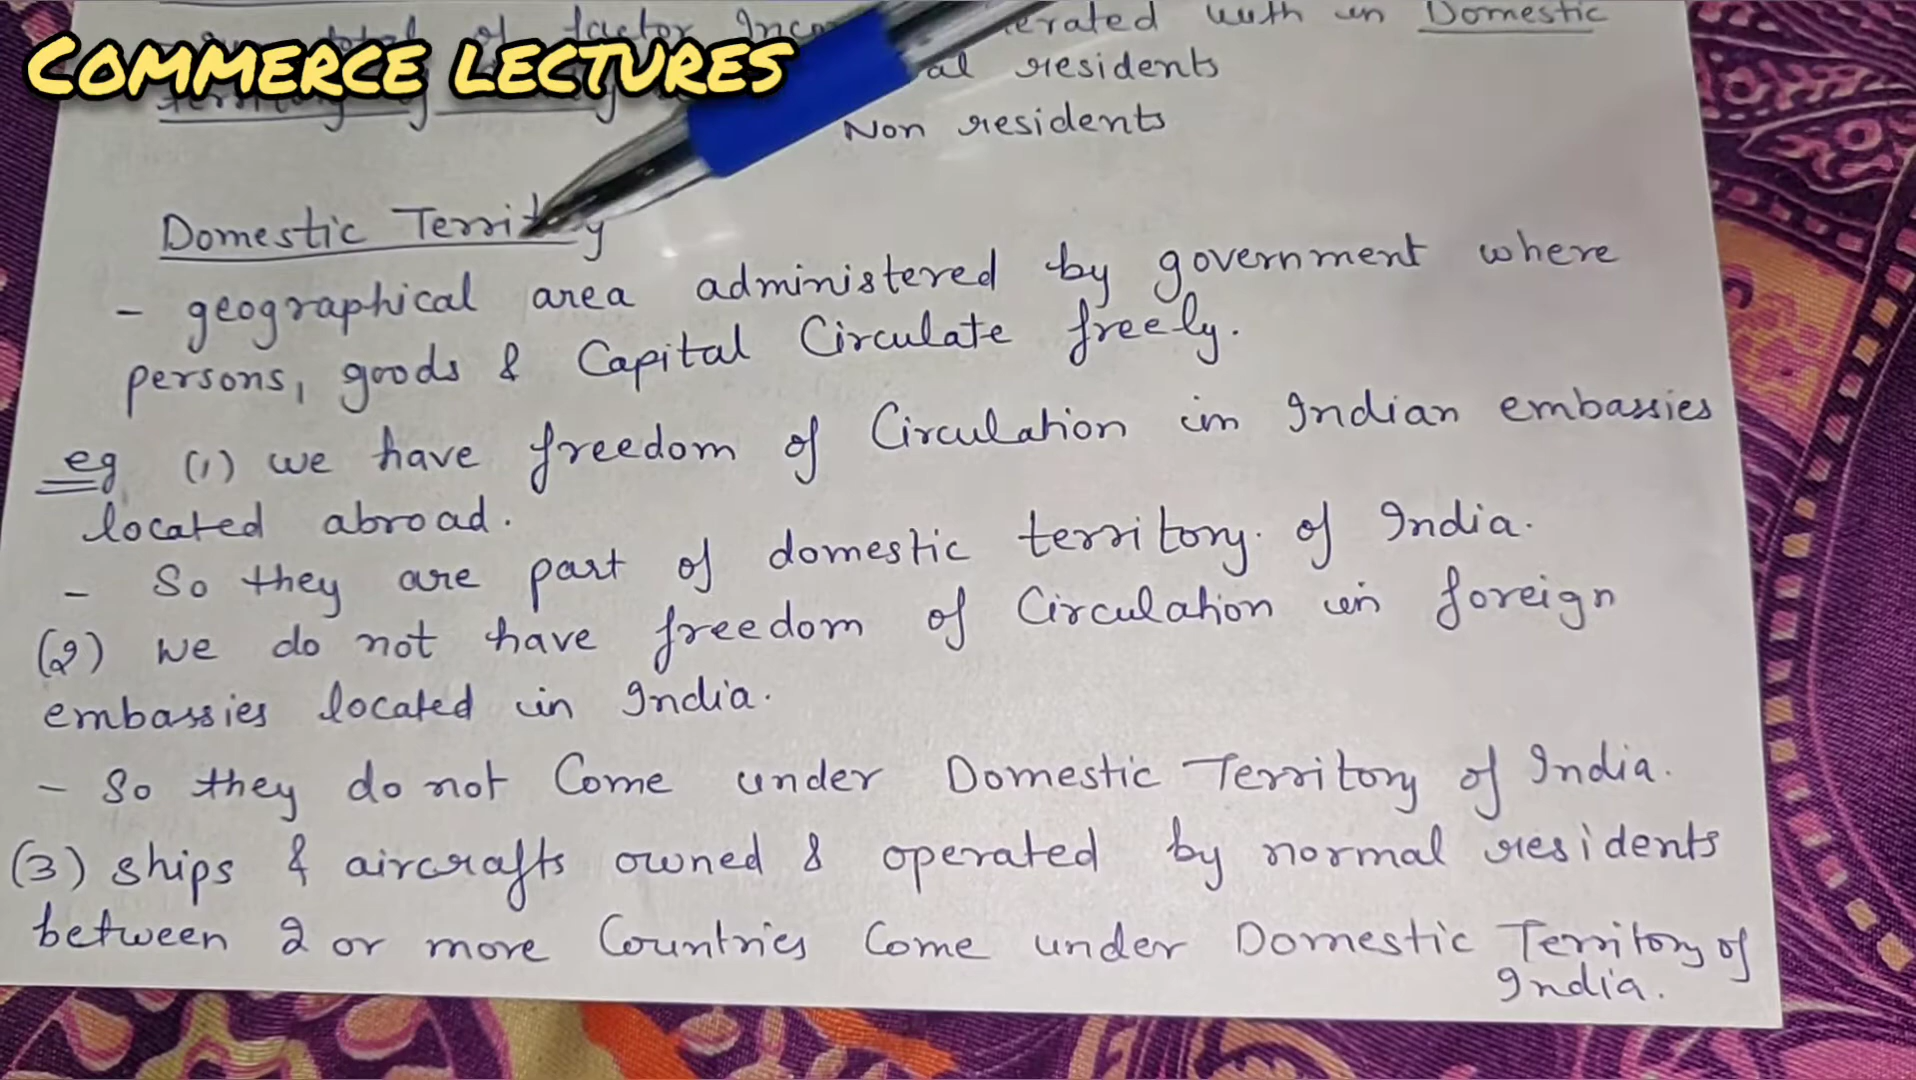 of factor erated with in Domestic
COMMERCE LECTURES
al residents
Non residents
Domestic
- geographical area administered by government where
persons, goods & Capital Circulate freely.
eg (1) we have freedom of Circulation in Indian embassies
located abroad.
- So they are part of domestic territory. of India.
(2) we do not have freedom of Circulation in foreign
embassies located in India.
- So they do not Come under Domestic Territory of India.
(3) ships & aircrafts owned & operated by normal residents
between 2 or more Countries Come under Domestic Territory of
India.